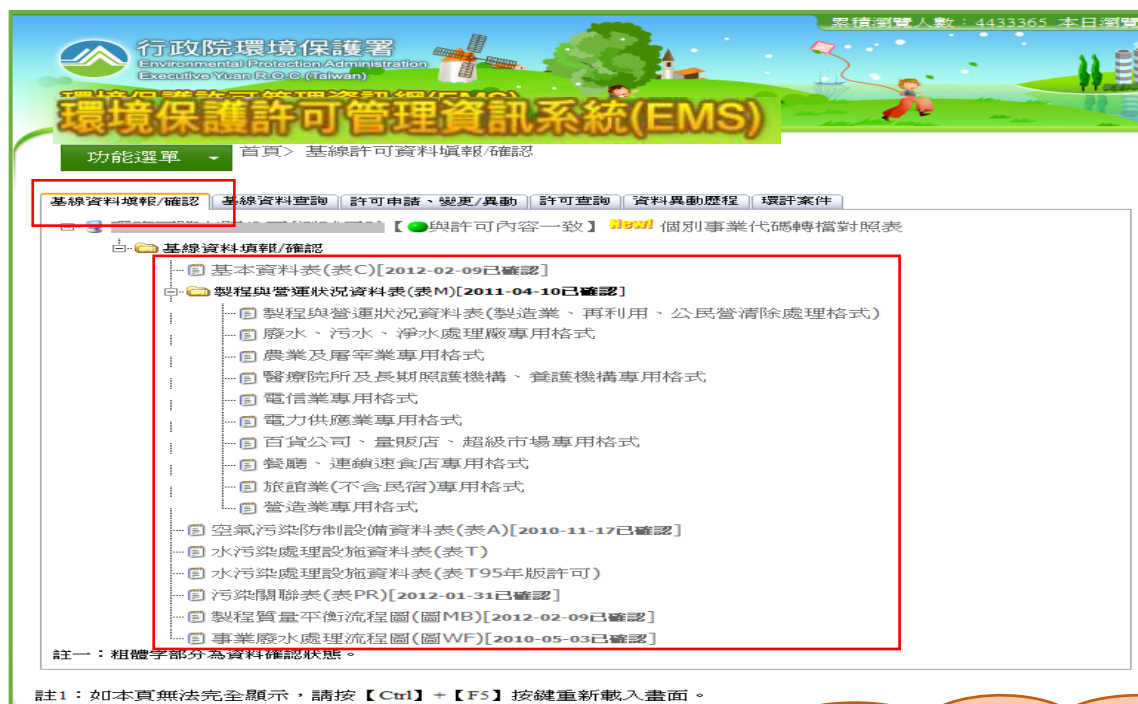 累積瀏覽人數：4433365 本日瀏覽
行政院環境保護署
Environmental Protection Administration
Executive Yuan R.O.C (Taiwan)
環境保護許可管理資訊系統(EMS)
功能選單
首頁> 基線許可資料填報/確認
基線資料填報/確認 基線資料查詢 許可申請、變更/異動 許可查詢 資料異動歷程 環評案件
【與許可內容一致】 New! 個別事業代碼轉檔對照表
基線資料填報/確認
基本資料表(表C)[2012-02-09已確認]
製程與營運狀況資料表(表M)[2011-04-10已確認]
製程與營運狀況資料表(製造業、再利用、公民營清除處理格式)
廢水、污水、淨水處理廠專用格式
農業及屠宰業專用格式
醫療院所及長期照護機構、養護機構專用格式
電信業專用格式
電力供應業專用格式
百貨公司、量販店、超級市場專用格式
餐廳、連鎖速食店專用格式
旅館業(不含民宿)專用格式
營造業專用格式
空氣污染防制設備資料表(表A)[2010-11-17已確認]
水污染處理設施資料表(表T)
水污染處理設施資料表(表T95年版許可)
污染關聯表(表PR)[2012-01-31已確認]
製程質量平衡流程圖(圖MB)[2012-02-09已確認]
事業廢水處理流程圖(圖WF)[2010-05-03已確認]
註一：粗體字部分為資料確認狀態。
註1：如本頁無法完全顯示，請按【Ctrl】+【F5】按鍵重新載入畫面。